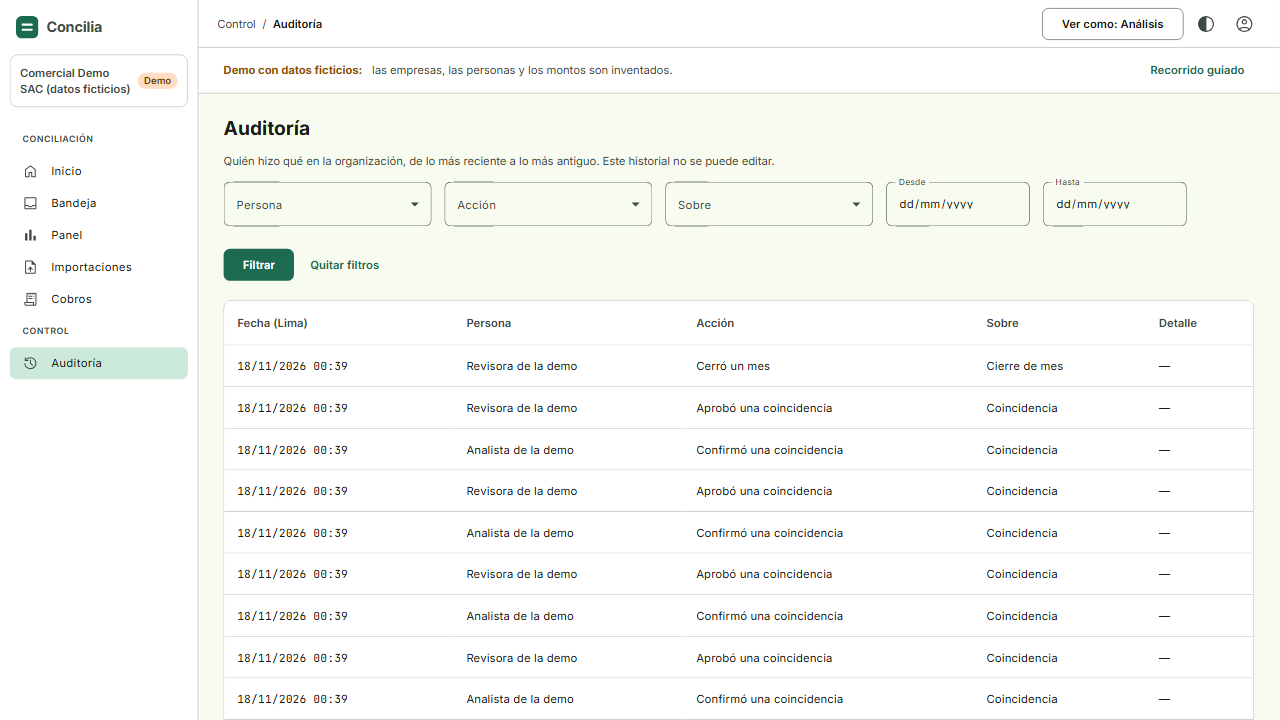 Concilia
Comercial Demo
SAC (datos ficticios)
Demo
CONCILIACIÓN
Inicio
Bandeja
Panel
Importaciones
Cobros
CONTROL
Auditoría
Control / Auditoría
Ver como: Análisis
Demo con datos ficticios: las empresas, las personas y los montos son inventados.
Recorrido guiado
Auditoría
Quién hizo qué en la organización, de lo más reciente a lo más antiguo. Este historial no se puede editar.
Persona
Acción
Sobre
Desde
dd/mm/yyyy
Hasta
dd/mm/yyyy
Filtrar
Quitar filtros
Fecha (Lima) Persona Acción Sobre Detalle
18/11/2026 00:39 Revisora de la demo Cerró un mes Cierre de mes —
18/11/2026 00:39 Revisora de la demo Aprobó una coincidencia Coincidencia —
18/11/2026 00:39 Analista de la demo Confirmó una coincidencia Coincidencia —
18/11/2026 00:39 Revisora de la demo Aprobó una coincidencia Coincidencia —
18/11/2026 00:39 Analista de la demo Confirmó una coincidencia Coincidencia —
18/11/2026 00:39 Revisora de la demo Aprobó una coincidencia Coincidencia —
18/11/2026 00:39 Analista de la demo Confirmó una coincidencia Coincidencia —
18/11/2026 00:39 Revisora de la demo Aprobó una coincidencia Coincidencia —
18/11/2026 00:39 Analista de la demo Confirmó una coincidencia Coincidencia —